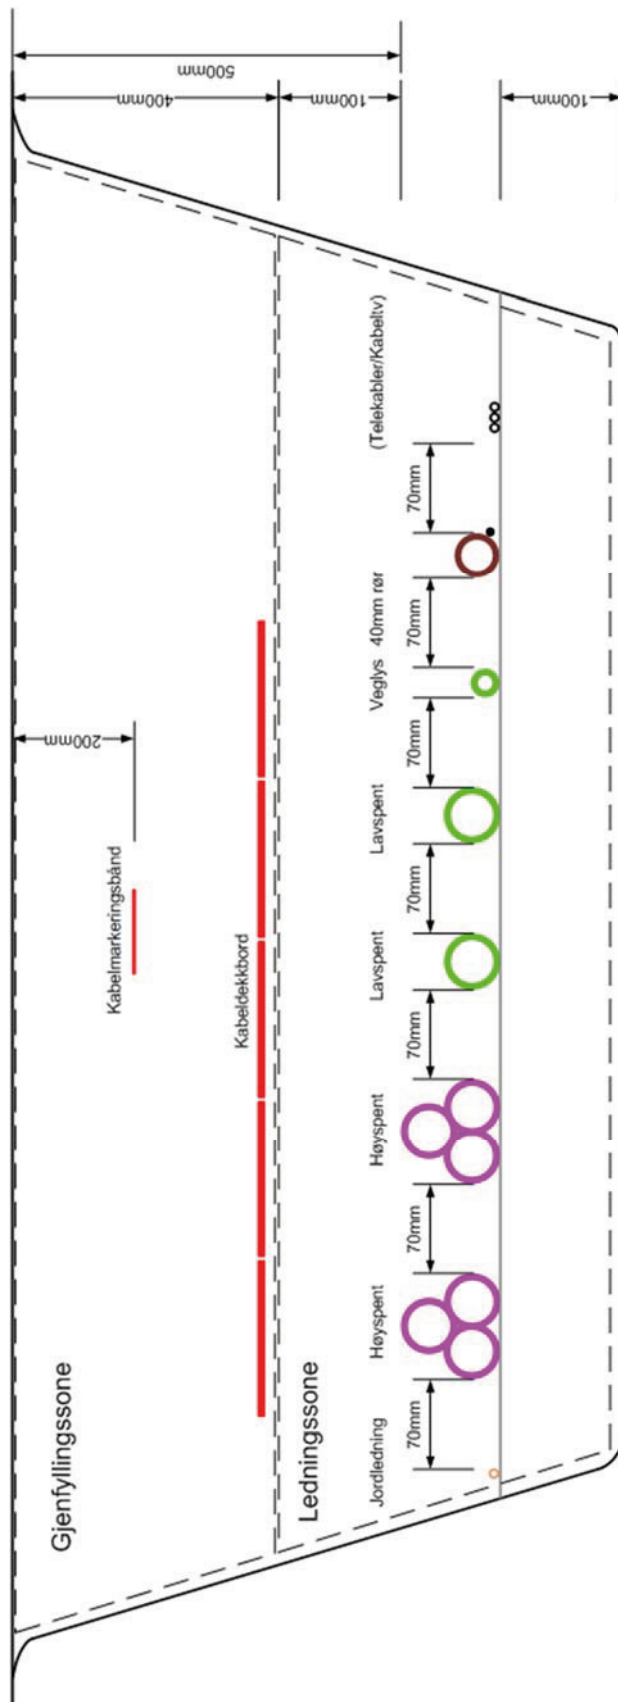 Gjenfyllingssone
Kabelmarkeringsbånd
200mm
400mm
500mm
Kabeldekkbord
Ledningssone
100mm
Jordledning
Høyspent
Høyspent
Lavspent
Lavspent
Veglys
40mm rør
(Telekabler/Kabeltv)
70mm
70mm
70mm
70mm
70mm
70mm
70mm
100mm